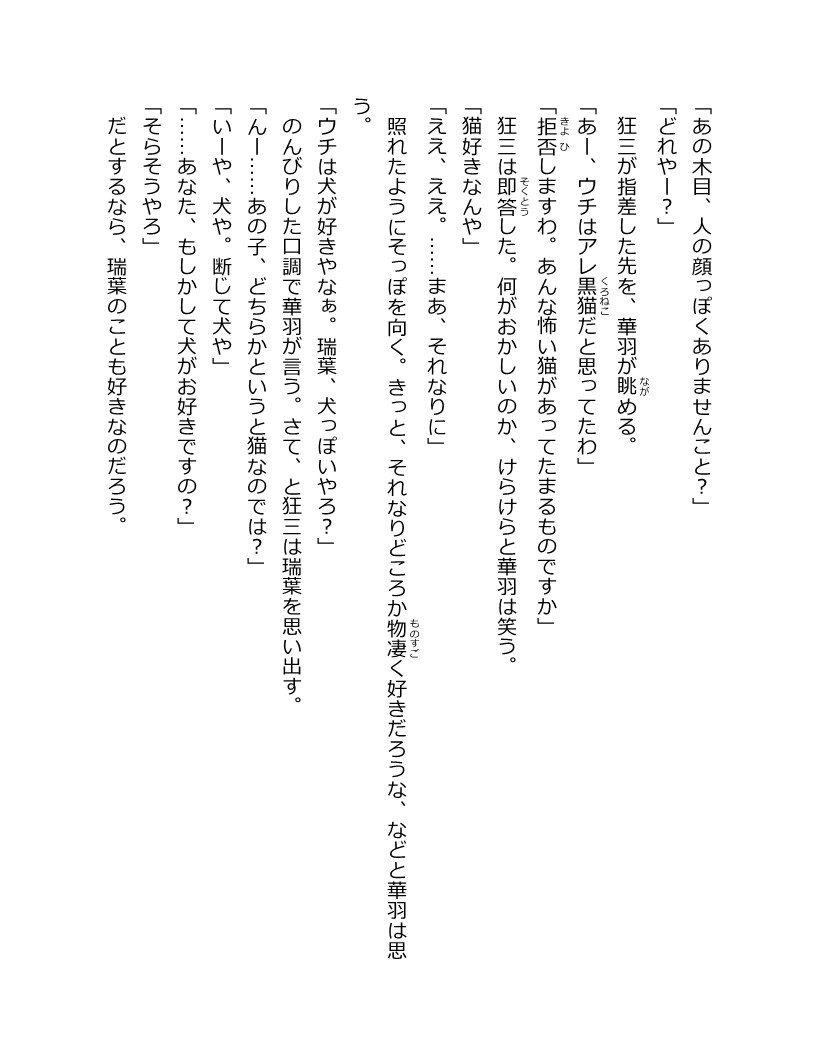 「あの木目、人の顔っぽくありませんこと？」
「どれやー？」
狂三が指差した先を、華羽が眺める。
「あー、ウチはアレ黒猫だと思ってたわ」
「拒否しますわ。あんな怖い猫があってたまるものですか」
狂三は即答した。何がおかしいのか、けらけらと華羽は笑う。
「猫好きなんや」
「ええ、ええ。……まあ、それなりに」
照れたようにそっぽを向く。きっと、それなりどころか物凄く好きだろうな、などと華羽は思
う。
「ウチは犬が好きやなぁ。瑞葉、犬っぽいやろ？」
のんびりした口調で華羽が言う。さて、と狂三は瑞葉を思い出す。
「んー……あの子、どちらかというと猫なのでは？」
「いーや、犬や。断じて犬や」
「……あなた、もしかして犬がお好きですの？」
「そらそうやろ」
だとするなら、瑞葉のことも好きなのだろう。